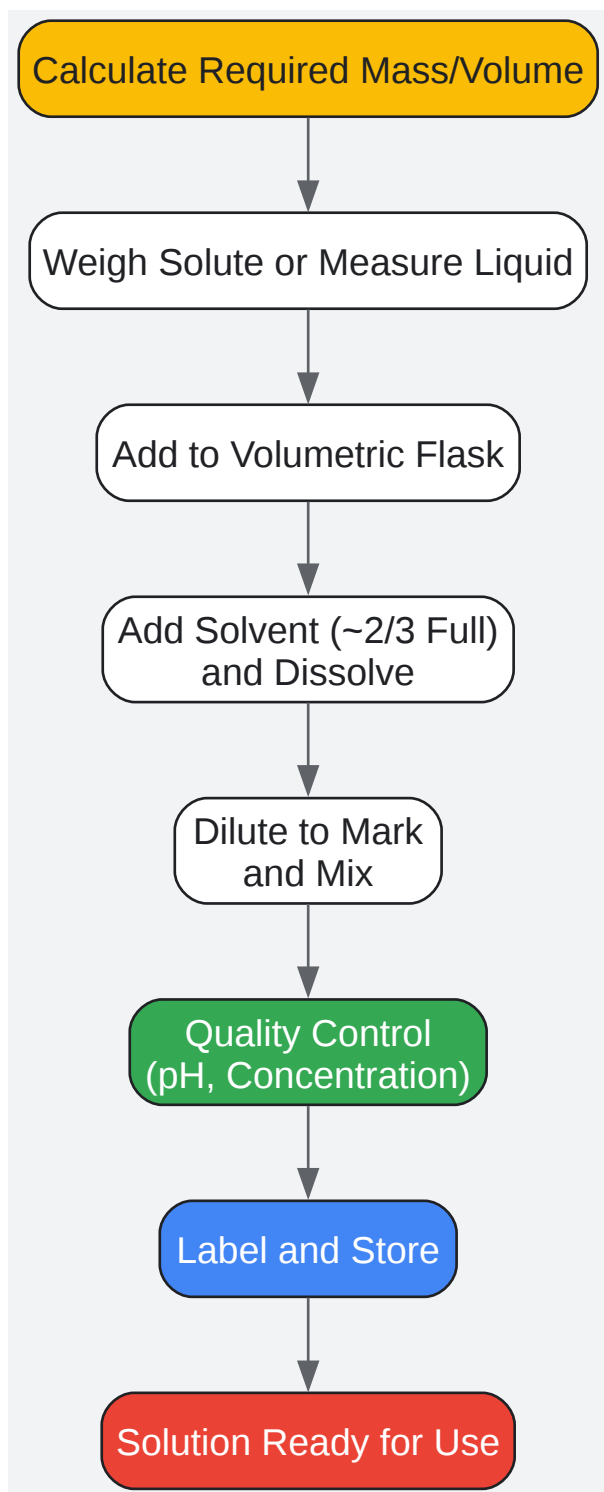 Calculate Required Mass/Volume
Weigh Solute or Measure Liquid
Add to Volumetric Flask
Add Solvent (~2/3 Full)
and Dissolve
Dilute to Mark
and Mix
Quality Control
(pH, Concentration)
Label and Store
Solution Ready for Use